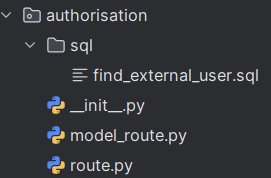 authorisation
sql
find_external_user.sql
__init__.py
model_route.py
route.py